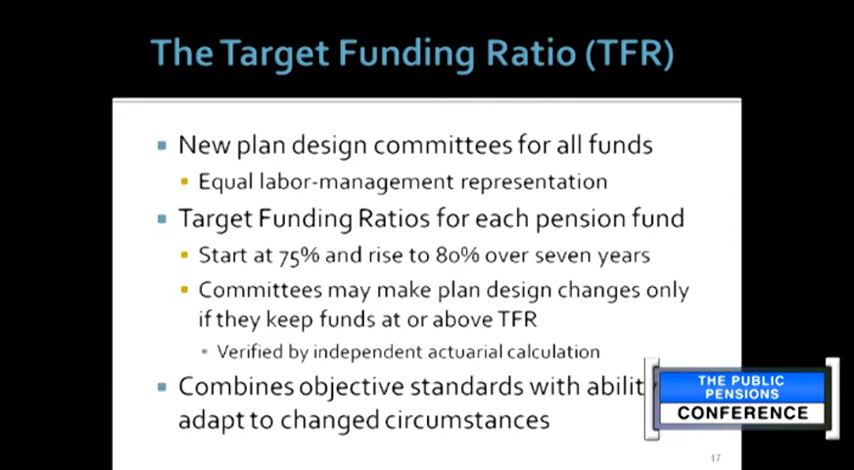 The Target Funding Ratio (TFR)
New plan design committees for all funds
Equal labor-management representation
Target Funding Ratios for each pension fund
Start at 75% and rise to 80% over seven years
Committees may make plan design changes only
if they keep funds at or above TFR
Verified by independent actuarial calculation
Combines objective standards with
adapt to changed circumstances
THE PUBLIC
PENSIONS
CONFERENCE
17